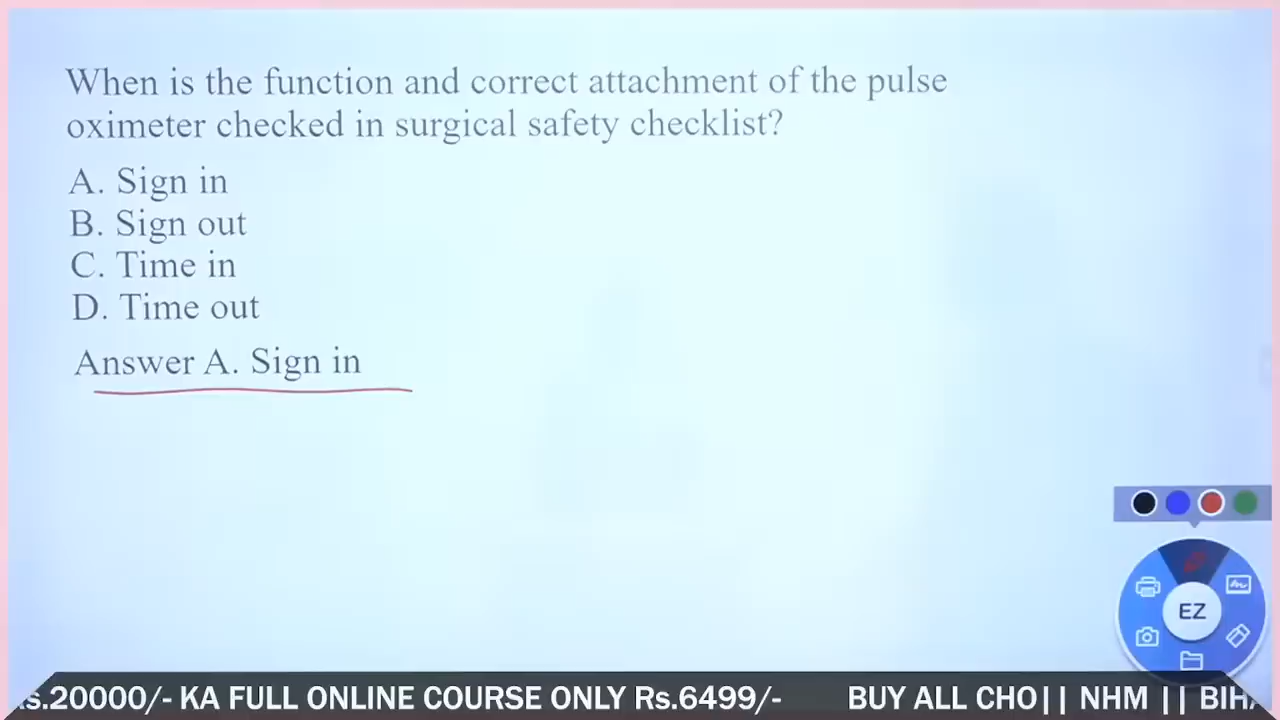 When is the function and correct attachment of the pulse
oximeter checked in surgical safety checklist?
A. Sign in
B. Sign out
C. Time in
D. Time out
Answer A. Sign in
EZ
KA FULL ONLINE COURSE ONLY Rs.6499/- BUY ALL CHO|| NHM ||